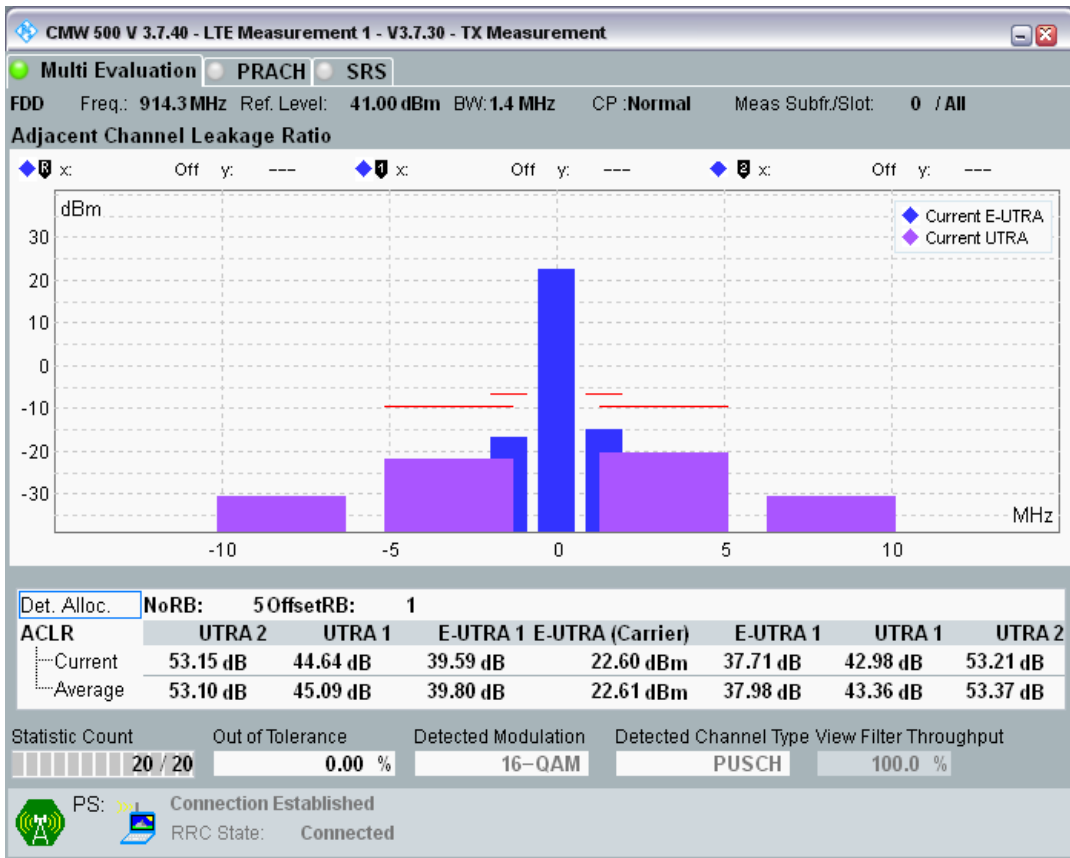 CMW 500 V 3.7.40 - LTE Measurement 1 - V3.7.30 - TX Measurement
Multi Evaluation PRACH SRS
FDD Freq.: 914.3 MHz Ref. Level: 41.00 dBm BW: 1.4 MHz CP :Normal Meas Subfr./Slot: 0 / All
Adjacent Channel Leakage Ratio
R x: Off y: --- 1 x: Off y: --- 2 x: Off y: ---
dBm
Current E-UTRA
Current UTRA
30
20
10
0
-10
-20
-30
MHz
-10 -5 0 5 10
Det. Alloc. NoRB: 5 OffsetRB: 1
ACLR UTRA 2 UTRA 1 E-UTRA 1 E-UTRA (Carrier) E-UTRA 1 UTRA 1 UTRA 2
Current 53.15 dB 44.64 dB 39.59 dB 22.60 dBm 37.71 dB 42.98 dB 53.21 dB
Average 53.10 dB 45.09 dB 39.80 dB 22.61 dBm 37.98 dB 43.36 dB 53.37 dB
Statistic Count Out of Tolerance Detected Modulation Detected Channel Type View Filter Throughput
20 / 20 0.00 % 16-QAM PUSCH 100.0 %
PS: Connection Established
RRC State: Connected